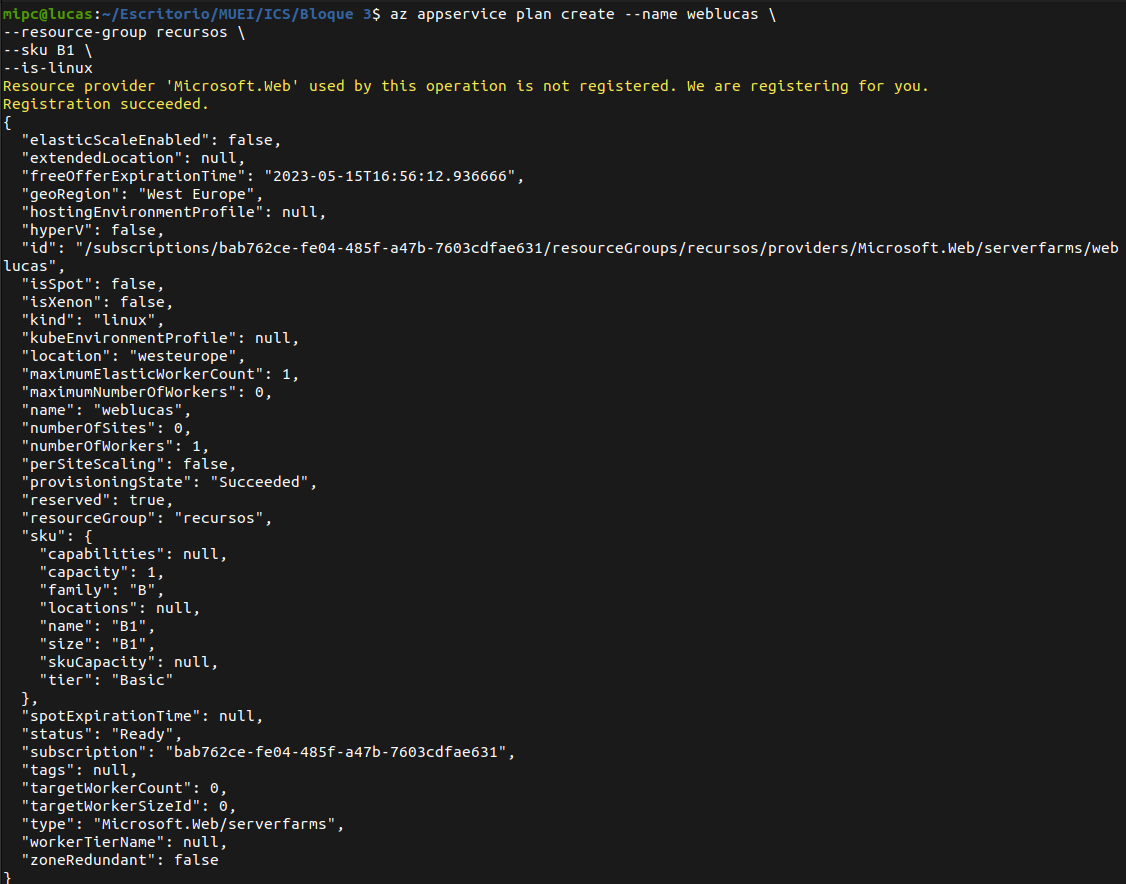 mipc@lucas:~/Escritorio/MUEI/ICS/Bloque 3$ az appservice plan create --name weblucas \
--resource-group recursos \
--sku B1 \
--is-linux
Resource provider 'Microsoft.Web' used by this operation is not registered. We are registering for you.
Registration succeeded.
{
  "elasticScaleEnabled": false,
  "extendedLocation": null,
  "freeOfferExpirationTime": "2023-05-15T16:56:12.936666",
  "geoRegion": "West Europe",
  "hostingEnvironmentProfile": null,
  "hyperV": false,
  "id": "/subscriptions/bab762ce-fe04-485f-a47b-7603cdfae631/resourceGroups/recursos/providers/Microsoft.Web/serverfarms/web
lucas",
  "isSpot": false,
  "isXenon": false,
  "kind": "linux",
  "kubeEnvironmentProfile": null,
  "location": "westeurope",
  "maximumElasticWorkerCount": 1,
  "maximumNumberOfWorkers": 0,
  "name": "weblucas",
  "numberOfSites": 0,
  "numberOfWorkers": 1,
  "perSiteScaling": false,
  "provisioningState": "Succeeded",
  "reserved": true,
  "resourceGroup": "recursos",
  "sku": {
    "capabilities": null,
    "capacity": 1,
    "family": "B",
    "locations": null,
    "name": "B1",
    "size": "B1",
    "skuCapacity": null,
    "tier": "Basic"
  },
  "spotExpirationTime": null,
  "status": "Ready",
  "subscription": "bab762ce-fe04-485f-a47b-7603cdfae631",
  "tags": null,
  "targetWorkerCount": 0,
  "targetWorkerSizeId": 0,
  "type": "Microsoft.Web/serverfarms",
  "workerTierName": null,
  "zoneRedundant": false
}